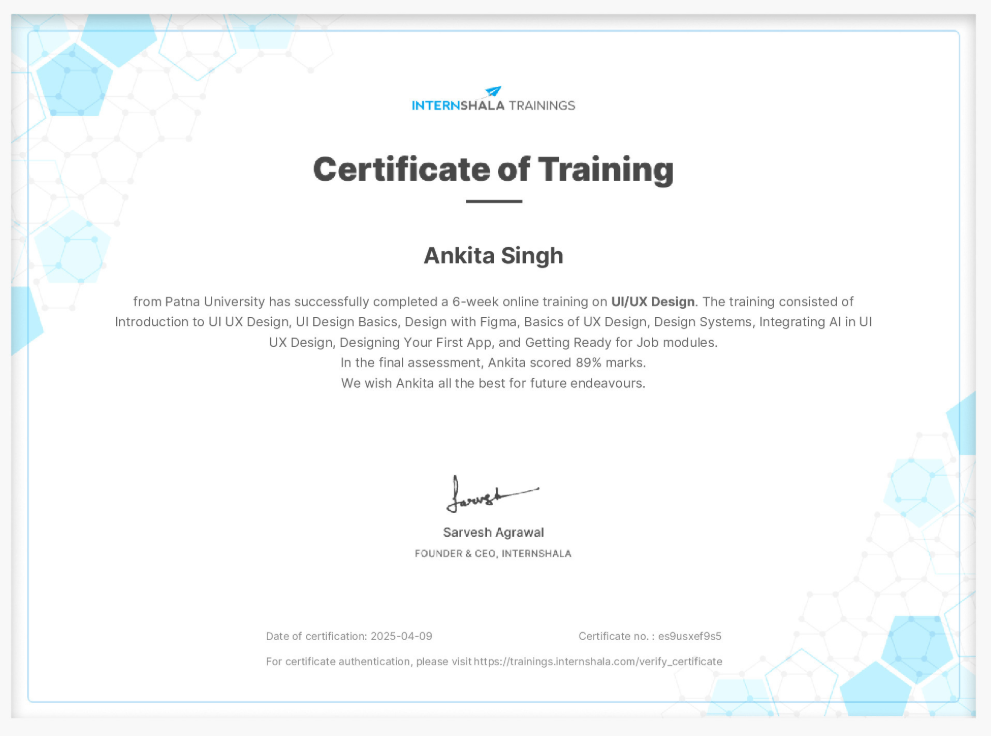 INTERNSHALA TRAININGS
Certificate of Training
Ankita Singh
from Patna University has successfully completed a 6-week online training on UI/UX Design. The training consisted of
Introduction to UI UX Design, UI Design Basics, Design with Figma, Basics of UX Design, Design Systems, Integrating AI in UI
UX Design, Designing Your First App, and Getting Ready for Job modules.
In the final assessment, Ankita scored 89% marks.
We wish Ankita all the best for future endeavours.
Sarvesh
Sarvesh Agrawal
FOUNDER & CEO, INTERNSHALA
Date of certification: 2025-04-09 Certificate no. : es9usxef9s5
For certificate authentication, please visit https://trainings.internshala.com/verify_certificate